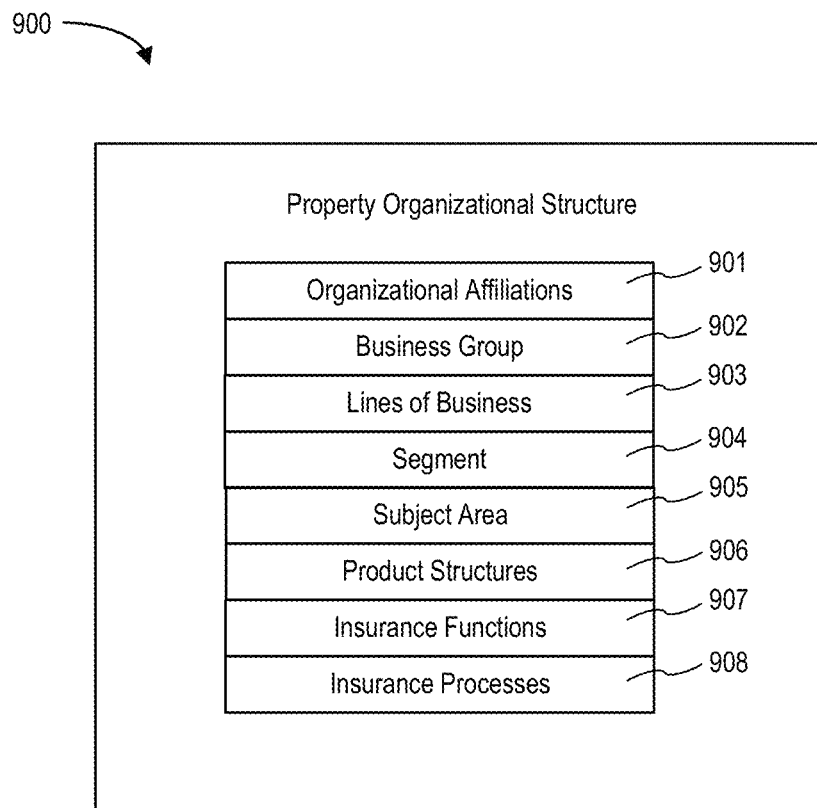 900
Property Organizational Structure
Organizational Affiliations 901
Business Group 902
Lines of Business 903
Segment 904
Subject Area 905
Product Structures 906
Insurance Functions 907
Insurance Processes 908